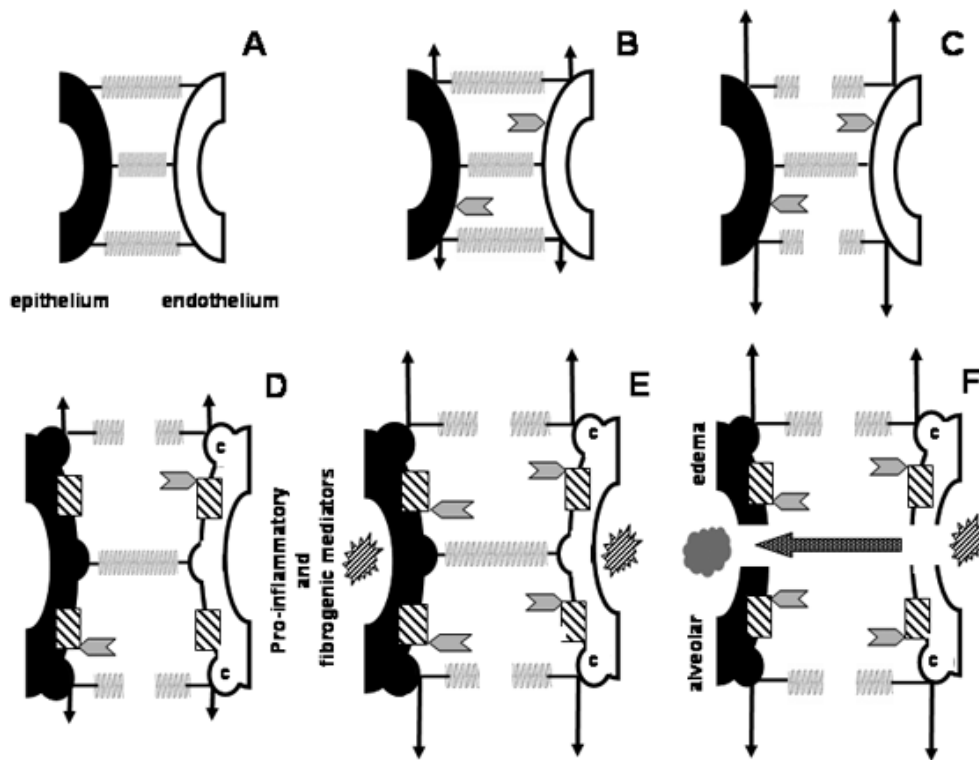 A
B
C
epithelium
endothelium
D
E
F
c
c
c
c
c
c
Pro-inflammatory
and
fibrogenic mediators
alveolar edema